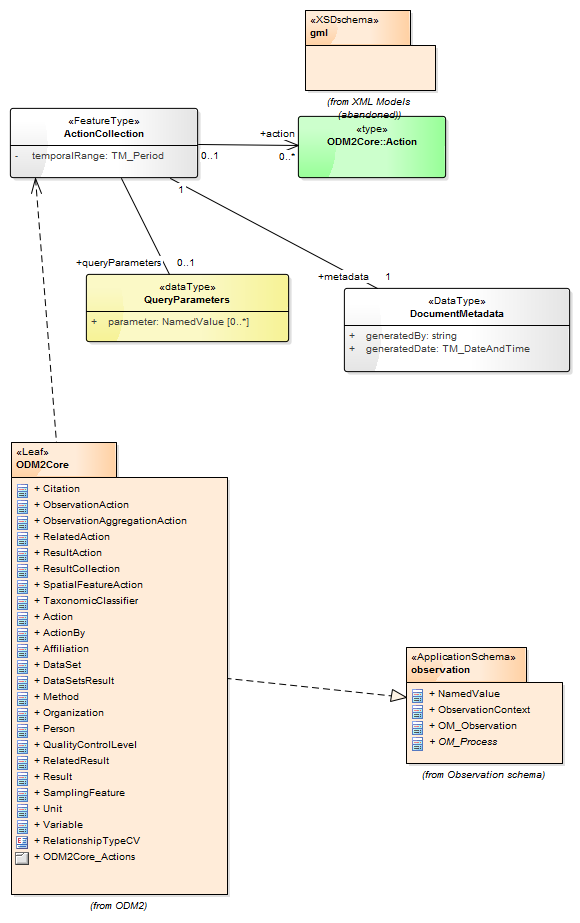 «XSDschema»
gml
(from XML Models
(abandoned))
«FeatureType»
ActionCollection
- temporalRange: TM_Period
+action
0..1
0..*
«type»
ODM2Core::Action
1
+queryParameters 0..1
+metadata 1
«dataType»
QueryParameters
+ parameter: NamedValue [0..*]
«DataType»
DocumentMetadata
+ generatedBy: string
+ generatedDate: TM_DateAndTime
«Leaf»
ODM2Core
+ Citation
+ ObservationAction
+ ObservationAggregationAction
+ RelatedAction
+ ResultAction
+ ResultCollection
+ SpatialFeatureAction
+ TaxonomicClassifier
+ Action
+ ActionBy
+ Affiliation
+ DataSet
+ DataSetsResult
+ Method
+ Organization
+ Person
+ QualityControlLevel
+ RelatedResult
+ Result
+ SamplingFeature
+ Unit
+ Variable
+ RelationshipTypeCV
+ ODM2Core_Actions
(from ODM2)
«ApplicationSchema»
observation
+ NamedValue
+ ObservationContext
+ OM_Observation
+ OM_Process
(from Observation schema)